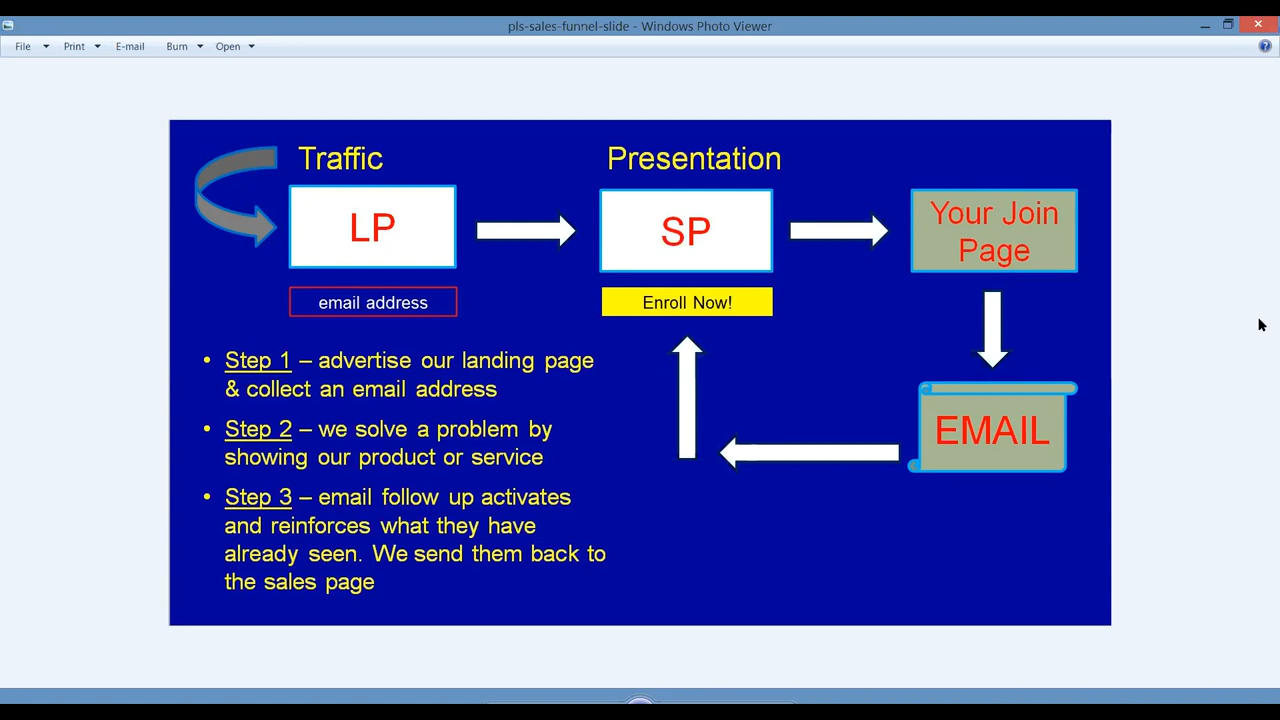 pls-sales-funnel-slide - Windows Photo Viewer
File Print E-mail Burn Open
Traffic
Presentation
LP
SP
Your Join
Page
email address
Enroll Now!
• Step 1 – advertise our landing page
& collect an email address
• Step 2 – we solve a problem by
showing our product or service
• Step 3 – email follow up activates
and reinforces what they have
already seen. We send them back to
the sales page
EMAIL